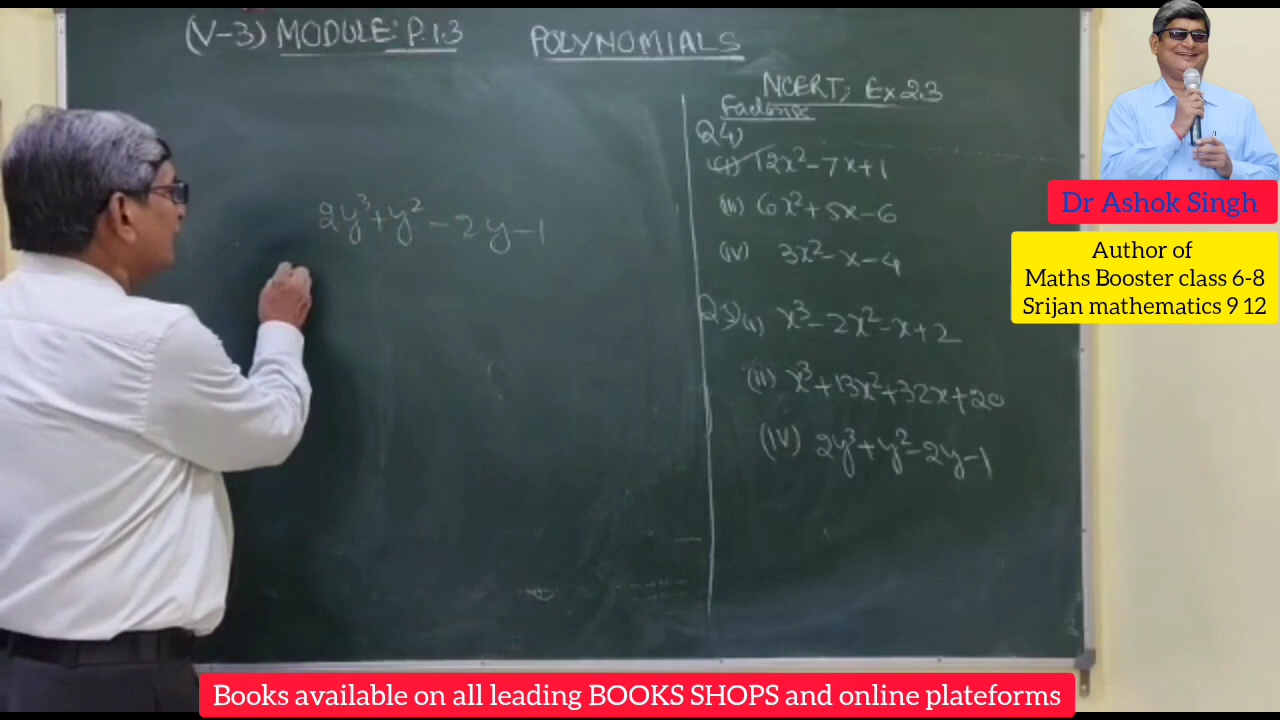 (V-3) MODULE: P.1.3
POLYNOMIALS
2y³+y²-2y-1
NCERT; Ex 2.3
Factorise
Q4)
(i) 12x²-7x+1
(iii) 6x²+5x-6
(iv) 3x²-x-4
Q5) (i) x³-2x²-x+2
(iii) x³+13x²+32x+20
(iv) 2y³+y²-2y-1
Dr Ashok Singh
Author of
Maths Booster class 6-8
Srijan mathematics 9 12
Books available on all leading BOOKS SHOPS and online plateforms